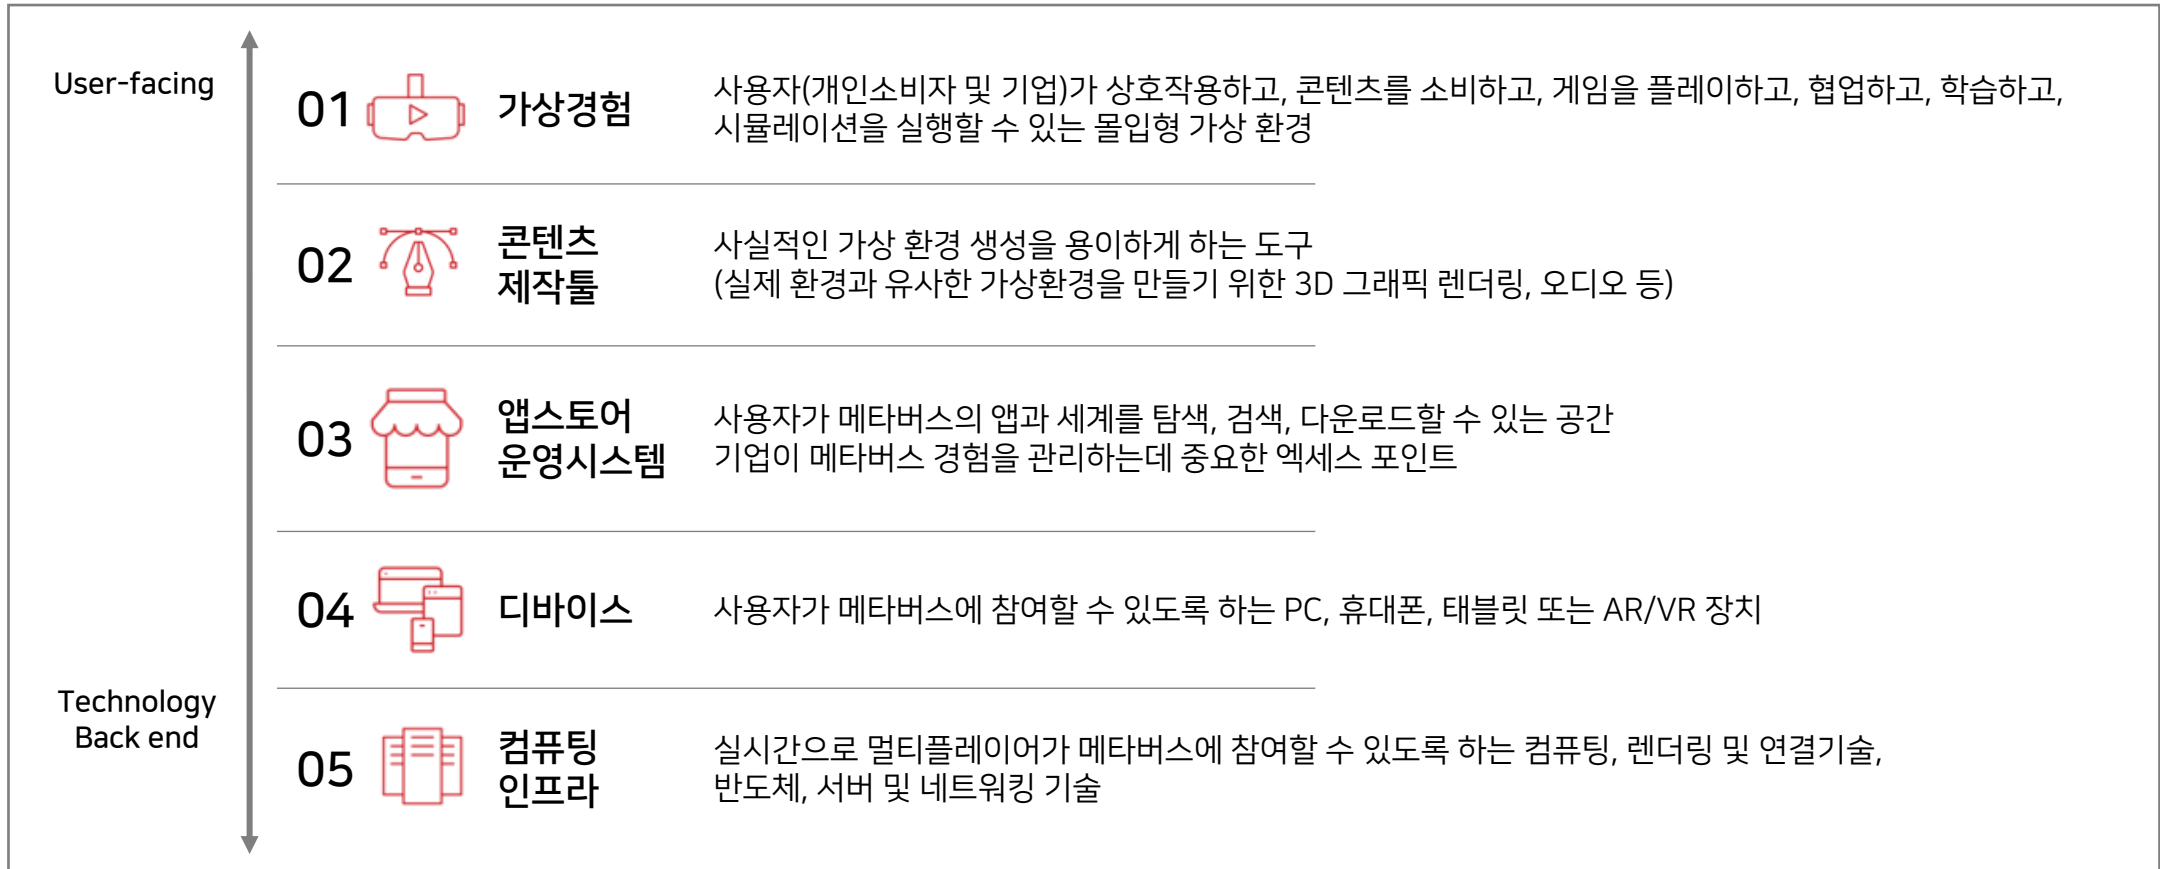 User-facing
01
가상경험
사용자(개인소비자 및 기업)가 상호작용하고, 콘텐츠를 소비하고, 게임을 플레이하고, 협업하고, 학습하고,
시뮬레이션을 실행할 수 있는 몰입형 가상 환경
02
콘텐츠
제작툴
사실적인 가상 환경 생성을 용이하게 하는 도구
(실제 환경과 유사한 가상환경을 만들기 위한 3D 그래픽 렌더링, 오디오 등)
03
앱스토어
운영시스템
사용자가 메타버스의 앱과 세계를 탐색, 검색, 다운로드할 수 있는 공간
기업이 메타버스 경험을 관리하는데 중요한 엑세스 포인트
04
디바이스
사용자가 메타버스에 참여할 수 있도록 하는 PC, 휴대폰, 태블릿 또는 AR/VR 장치
Technology
Back end
05
컴퓨팅
인프라
실시간으로 멀티플레이어가 메타버스에 참여할 수 있도록 하는 컴퓨팅, 렌더링 및 연결기술,
반도체, 서버 및 네트워킹 기술